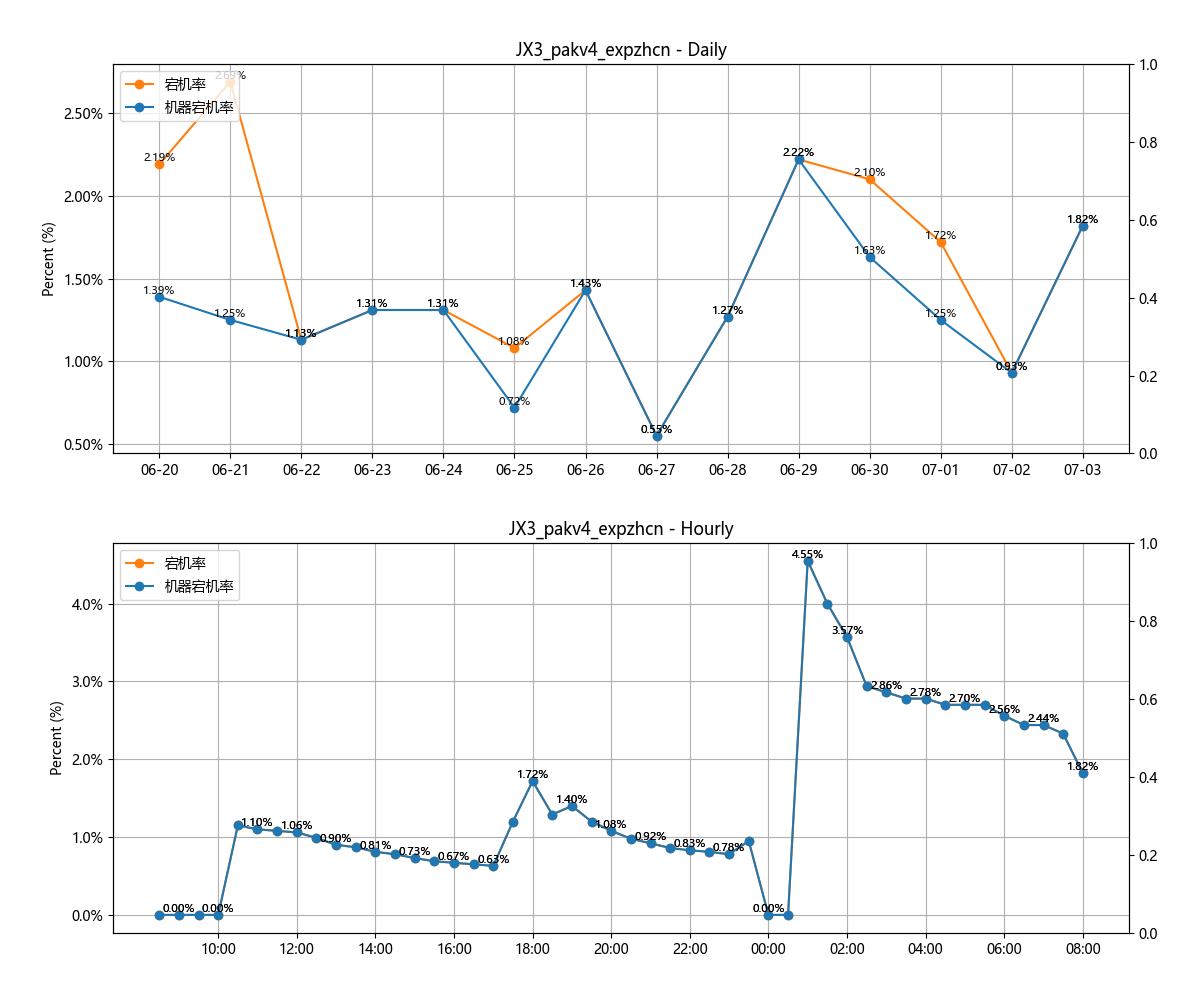 JX3_pakv4_expzhcn - Daily
宕机率
机器宕机率
Percent (%)
2.50%
2.00%
1.50%
1.00%
0.50%
1.0
0.8
0.6
0.4
0.2
0.0
2.19% 2.69% 1.13% 1.31% 1.31% 1.08% 1.43% 0.55% 1.27% 2.22% 2.10% 1.72% 0.93% 1.82%
1.39% 1.25% 0.72% 1.63% 1.25%
06-20 06-21 06-22 06-23 06-24 06-25 06-26 06-27 06-28 06-29 06-30 07-01 07-02 07-03
JX3_pakv4_expzhcn - Hourly
宕机率
机器宕机率
Percent (%)
4.0%
3.0%
2.0%
1.0%
0.0%
1.0
0.8
0.6
0.4
0.2
0.0
0.00% 0.00% 1.10% 1.06% 0.90% 0.81% 0.73% 0.67% 0.63% 1.72% 1.40% 1.08% 0.92% 0.83% 0.78% 0.00% 4.55% 3.57% 2.86% 2.78% 2.70% 2.56% 2.44% 1.82%
10:00 12:00 14:00 16:00 18:00 20:00 22:00 00:00 02:00 04:00 06:00 08:00